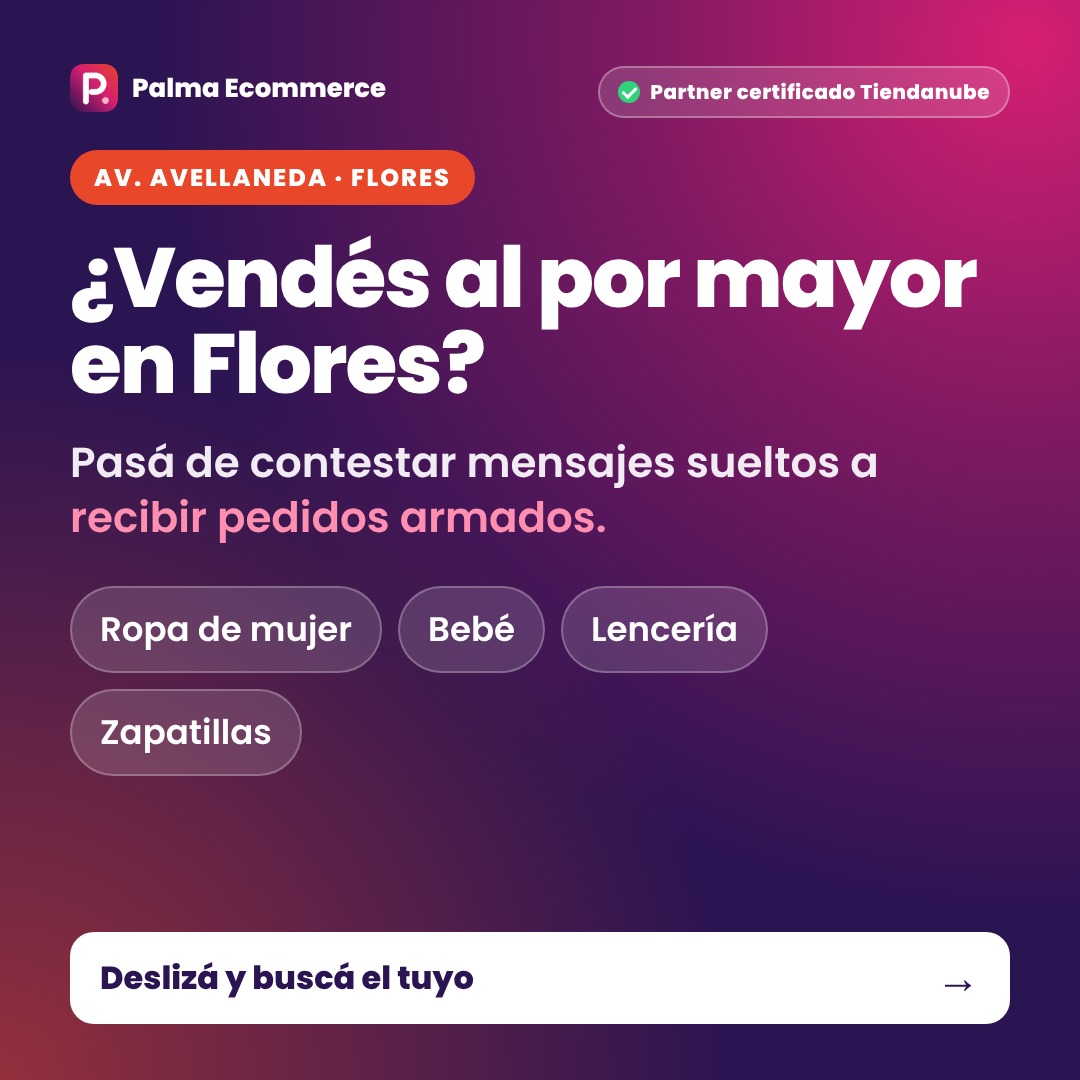 Palma Ecommerce
Partner certificado Tiendanube
AV. AVELLANEDA · FLORES
¿Vendés al por mayor
en Flores?
Pasá de contestar mensajes sueltos a
recibir pedidos armados.
Ropa de mujer
Bebé
Lencería
Zapatillas
Deslizá y buscá el tuyo →